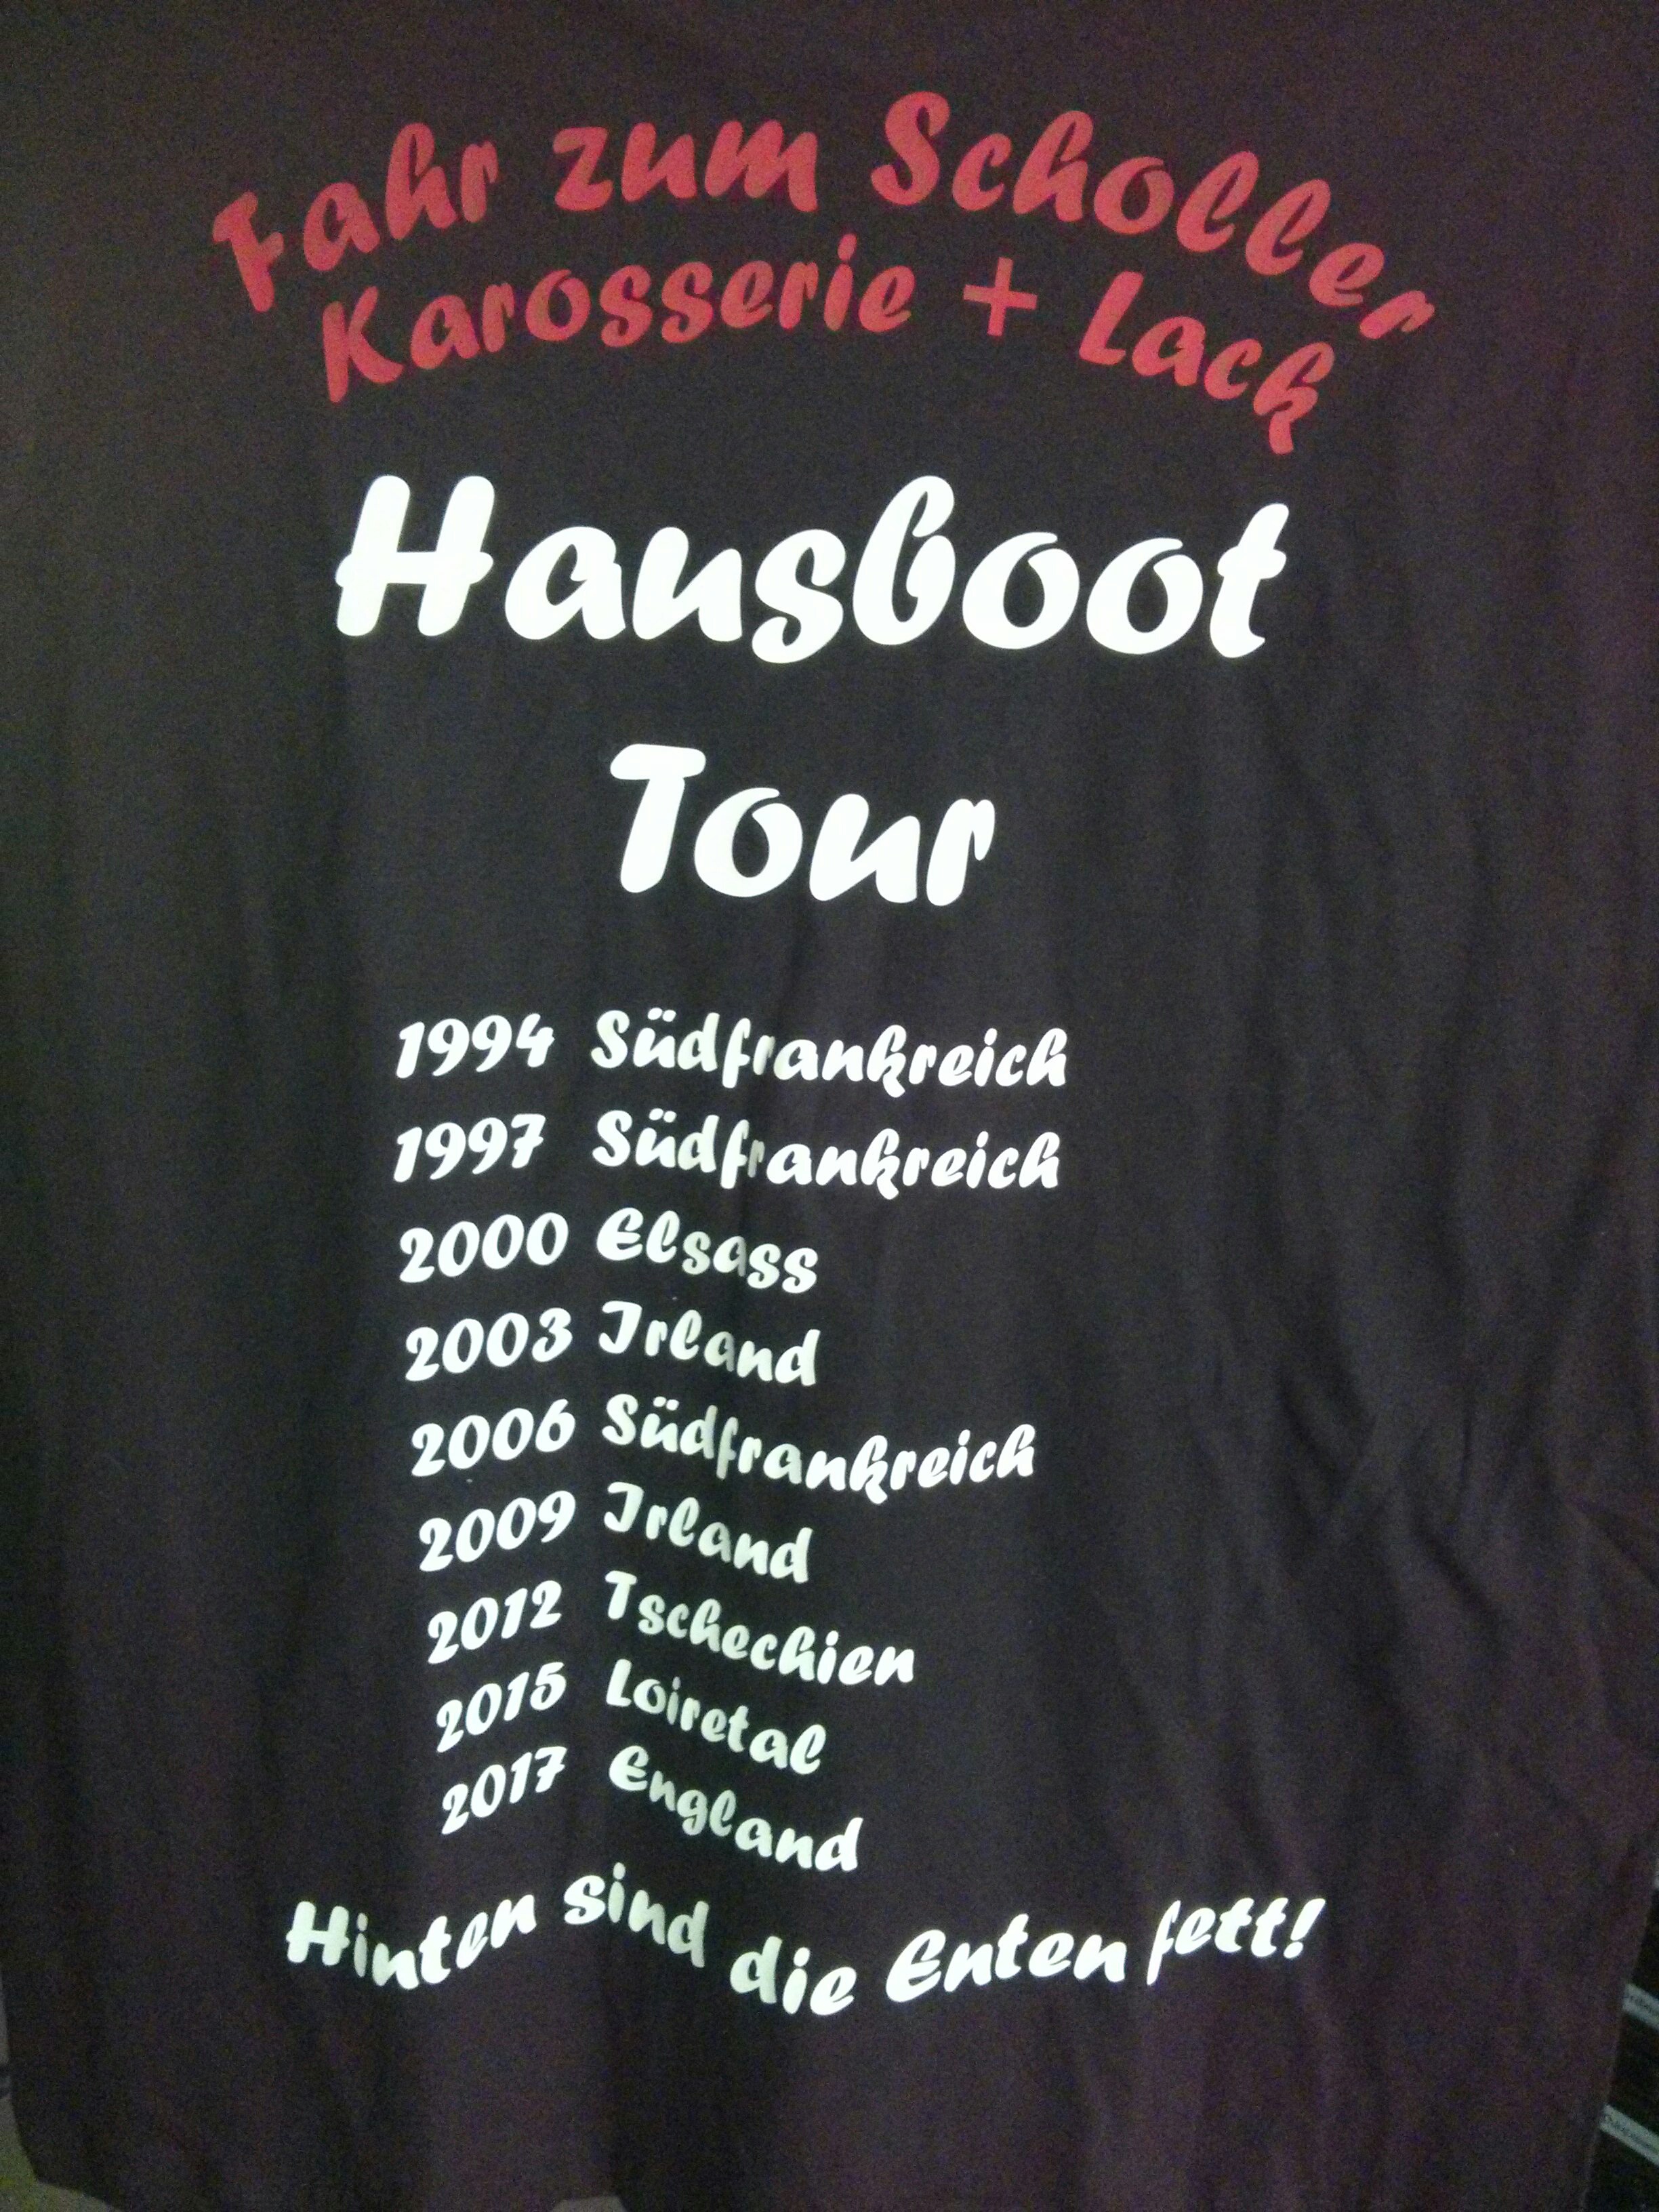 Fahr zum Scholler
Karosserie + Lack
Hausboot
Tour
1994 Südfrankreich
1997 Südfrankreich
2000 Elsass
2003 Irland
2006 Südfrankreich
2009 Irland
2012 Tschechien
2015 Loiretal
2017 England
Hinten sind die Enten fett!